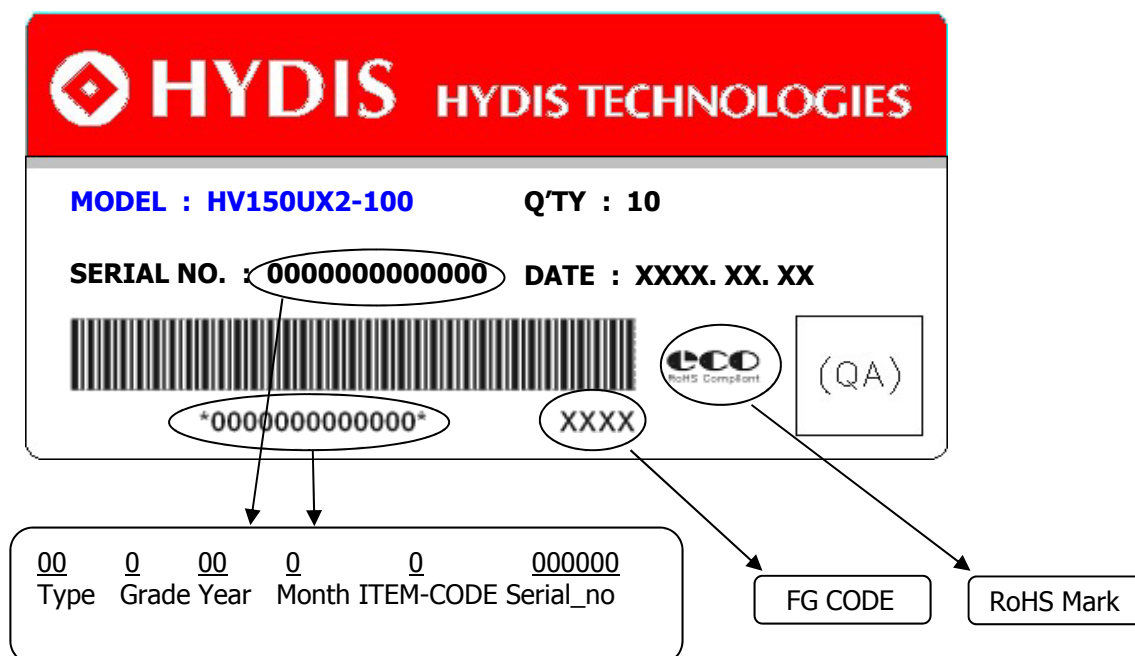 HYDIS HYDIS TECHNOLOGIES
MODEL : HV150UX2-100 Q'TY : 10
SERIAL NO. : 0000000000000 DATE : XXXX. XX. XX
eco
RoHS Compliant
(QA)
*0000000000000* XXXX
00 0 00 0 0 000000
Type Grade Year Month ITEM-CODE Serial_no
FG CODE
RoHS Mark